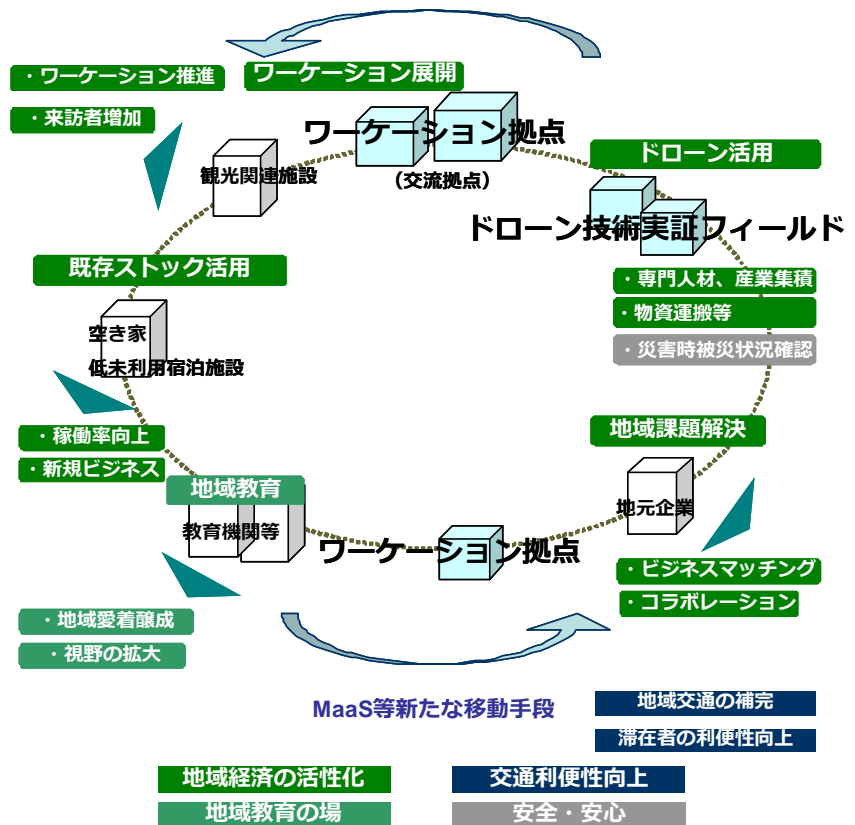 ・ワーケーション推進
ワーケーション展開
・来訪者増加
ワーケーション拠点
（交流拠点）
観光関連施設
ドローン活用
ドローン技術実証フィールド
既存ストック活用
・専門人材、産業集積
・物資運搬等
・災害時被災状況確認
空き家
低未利用宿泊施設
・稼働率向上
・新規ビジネス
地域課題解決
地域教育
地元企業
教育機関等
ワーケーション拠点
・ビジネスマッチング
・コラボレーション
・地域愛着醸成
・視野の拡大
MaaS等新たな移動手段
地域交通の補完
滞在者の利便性向上
地域経済の活性化
交通利便性向上
地域教育の場
安全・安心